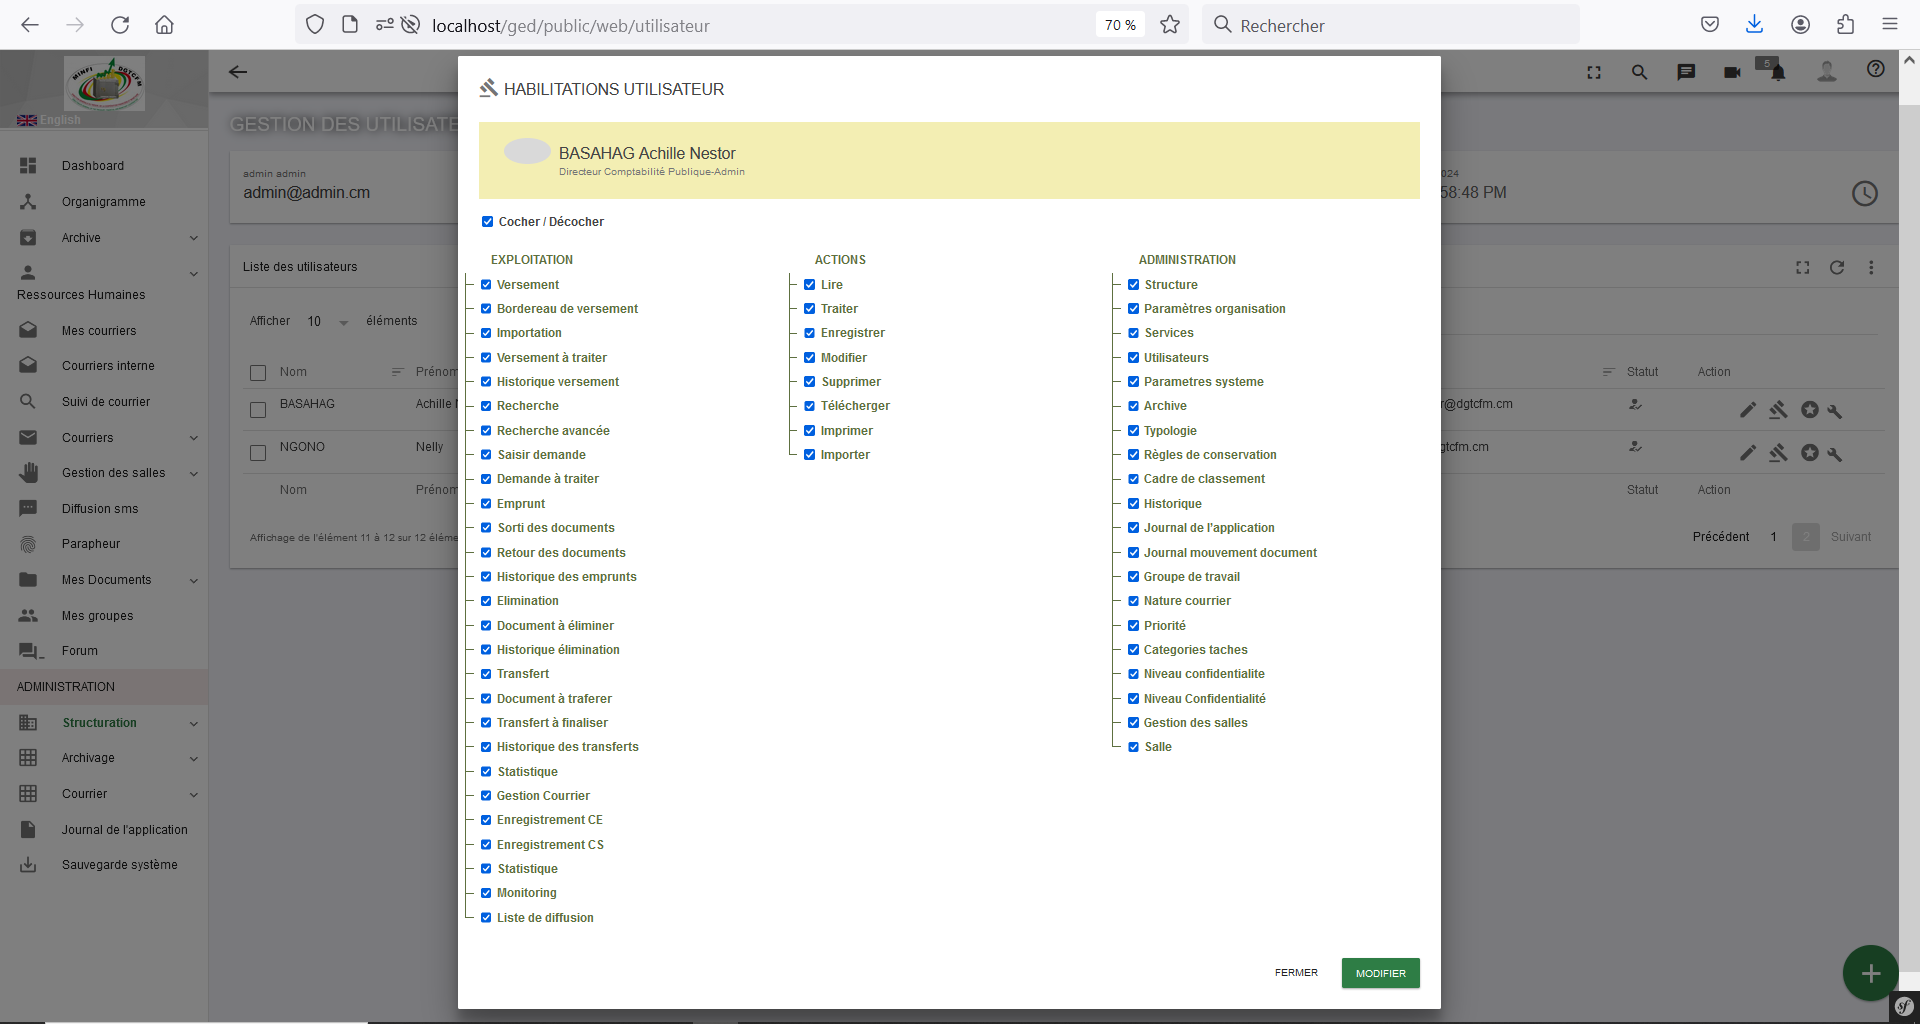 localhost/ged/public/web/utilisateur
70 %
Rechercher
MINFI DGTCFM
English
Dashboard
Organigramme
Archive
Ressources Humaines
Mes courriers
Courriers interne
Suivi de courrier
Courriers
Gestion des salles
Diffusion sms
Parapheur
Mes Documents
Mes groupes
Forum
ADMINISTRATION
Structuration
Archivage
Courrier
Journal de l'application
Sauvegarde système
5
GESTION DES UTILISATE
admin admin
admin@admin.cm
024
58:48 PM
Liste des utilisateurs
Afficher 10 éléments
Nom Prénom Statut Action
BASAHAG Achille N r@dgtcfm.cm
NGONO Nelly gtcfm.cm
Nom Prénom Statut Action
Affichage de l'élément 11 à 12 sur 12 éléme
Précédent 1 2 Suivant
HABILITATIONS UTILISATEUR
BASAHAG Achille Nestor
Directeur Comptabilité Publique-Admin
Cocher / Décocher
EXPLOITATION
Versement
Bordereau de versement
Importation
Versement à traiter
Historique versement
Recherche
Recherche avancée
Saisir demande
Demande à traiter
Emprunt
Sorti des documents
Retour des documents
Historique des emprunts
Elimination
Document à éliminer
Historique élimination
Transfert
Document à traferer
Transfert à finaliser
Historique des transferts
Statistique
Gestion Courrier
Enregistrement CE
Enregistrement CS
Statistique
Monitoring
Liste de diffusion
ACTIONS
Lire
Traiter
Enregistrer
Modifier
Supprimer
Télécherger
Imprimer
Importer
ADMINISTRATION
Structure
Paramètres organisation
Services
Utilisateurs
Parametres systeme
Archive
Typologie
Règles de conservation
Cadre de classement
Historique
Journal de l'application
Journal mouvement document
Groupe de travail
Nature courrier
Priorité
Categories taches
Niveau confidentialite
Niveau Confidentialité
Gestion des salles
Salle
FERMER
MODIFIER
sf